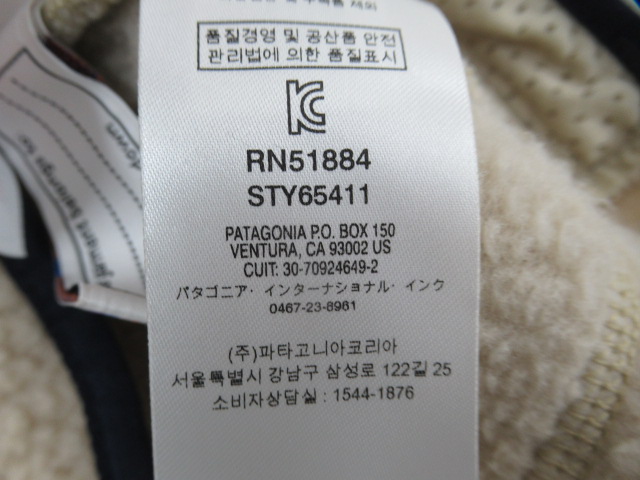 품질경영 및 공산품 안전
관리법에 의한 품질표시
RN51884
STY65411
PATAGONIA P.O. BOX 150
VENTURA, CA 93002 US
CUIT: 30-70924649-2
パタゴニア・インターナショナル・インク
0467-23-8961
(주)파타고니아코리아
서울특별시 강남구 삼성로 122길 25
소비자상담실 : 1544-1876
belongs to: